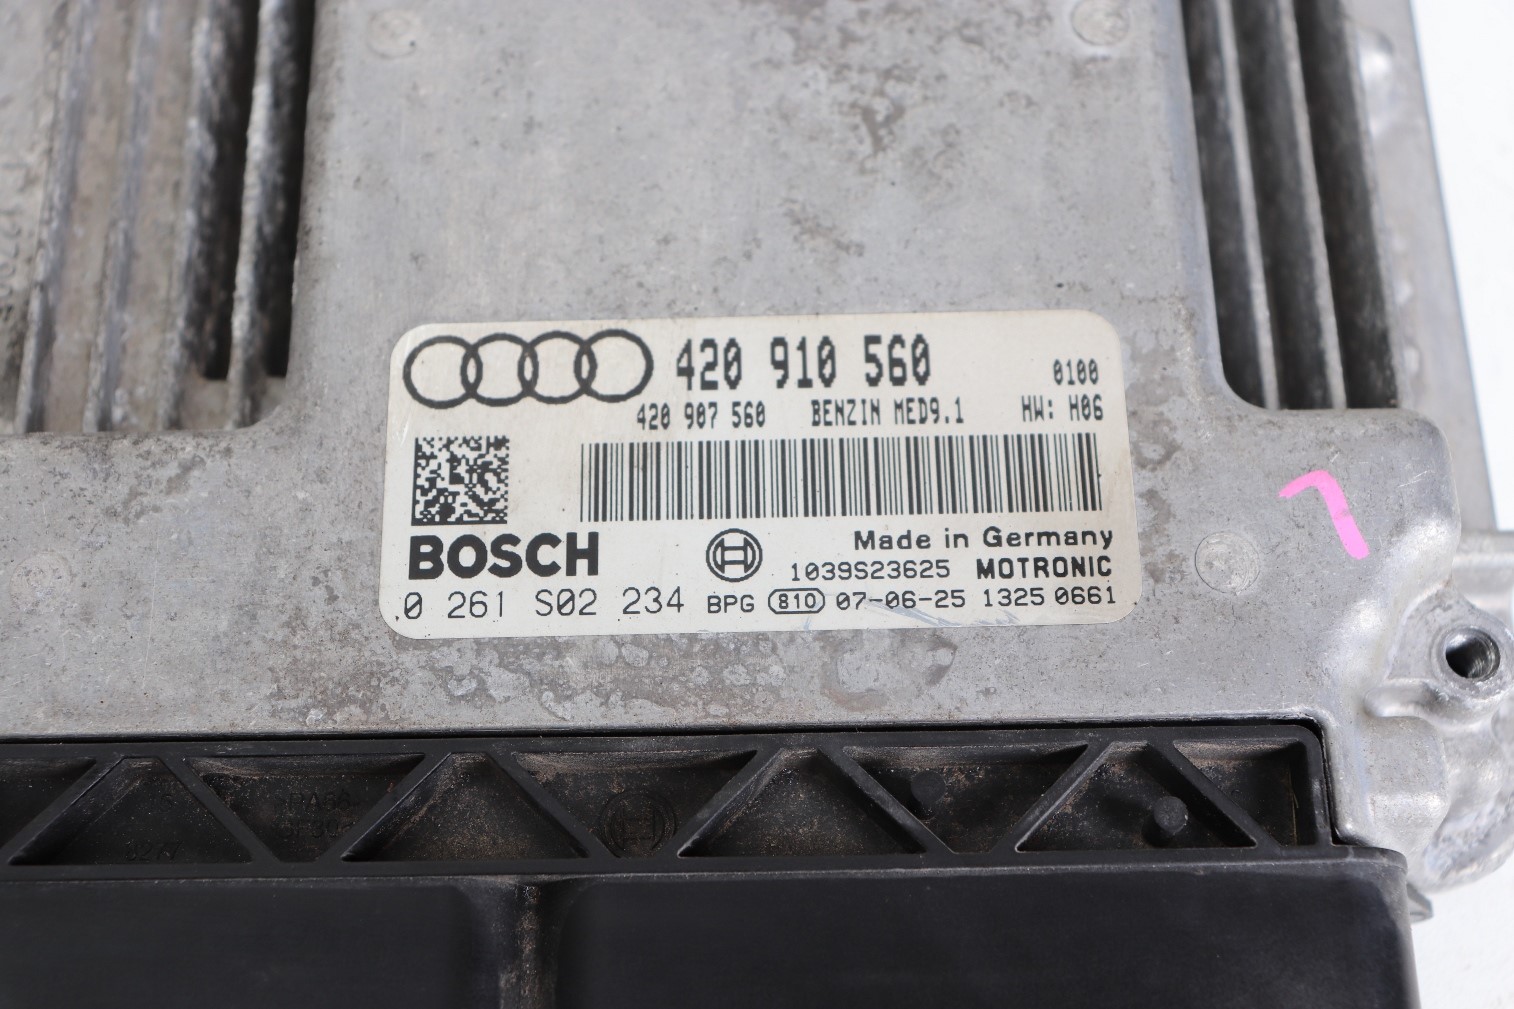 420 910 560 0100
420 907 560 BENZIN MED9.1 HW: H06
BOSCH Made in Germany
1039S23625 MOTRONIC
0 261 S02 234 BPG 810 07-06-25 1325 0661